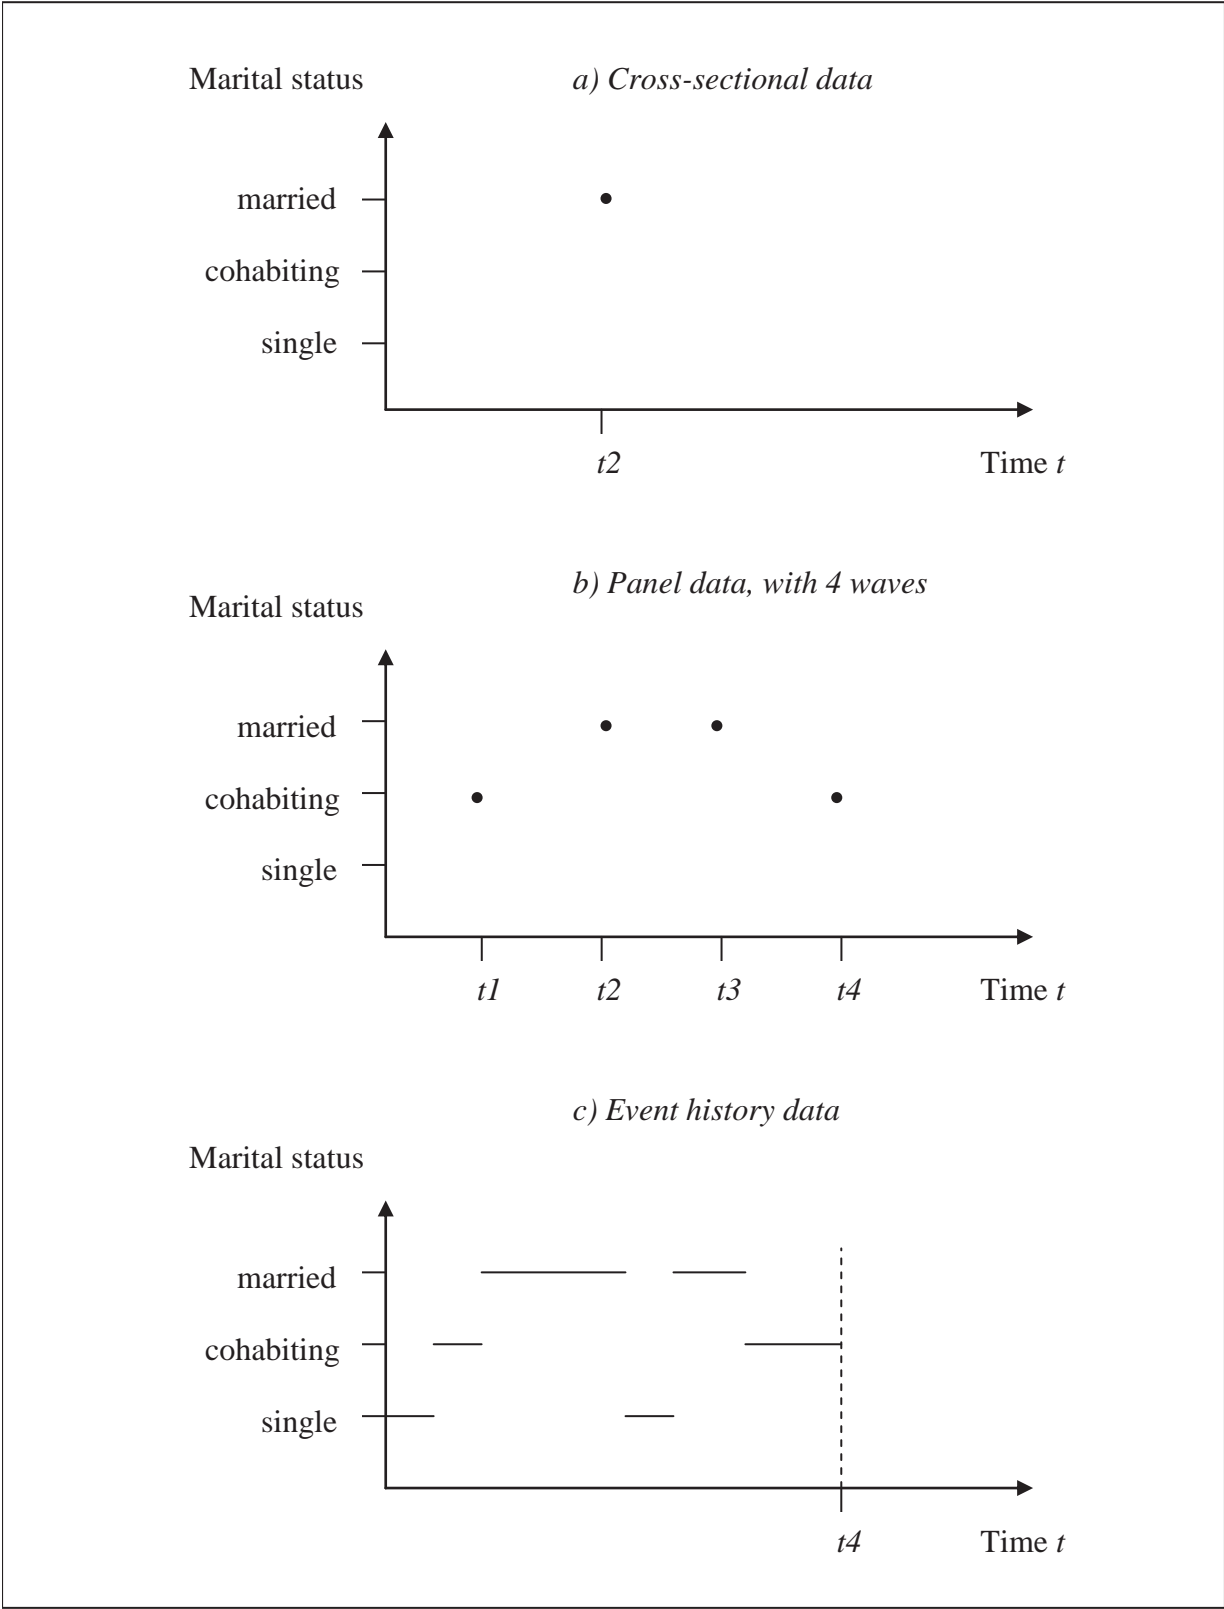 Marital status a) Cross-sectional data
married
cohabiting
single
t2 Time t
b) Panel data, with 4 waves
Marital status
married
cohabiting
single
t1 t2 t3 t4 Time t
c) Event history data
Marital status
married
cohabiting
single
t4 Time t